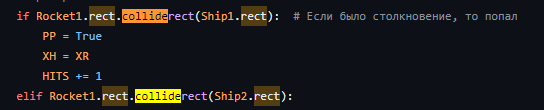 if Rocket1.rect.colliderect(Ship1.rect):  # Если было столкновение, то попал
    PP = True
    XH = XR
    HITS += 1
elif Rocket1.rect.colliderect(Ship2.rect):